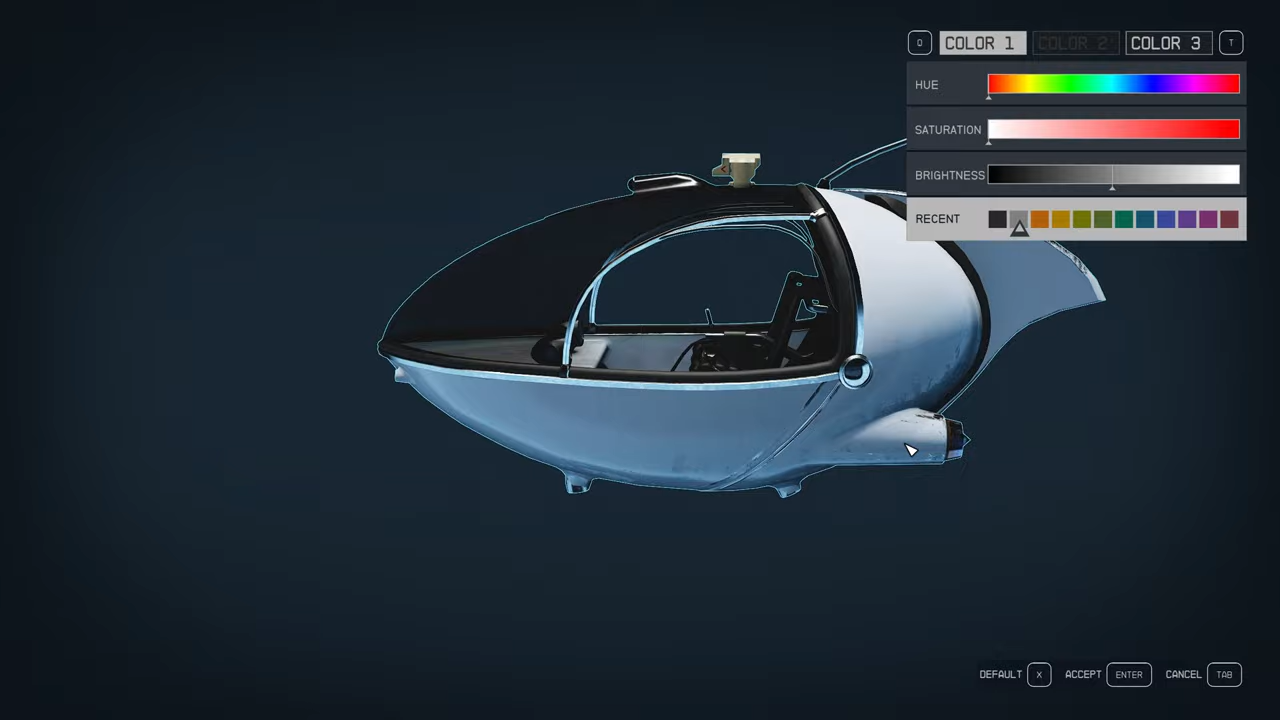 Q COLOR 1 COLOR 2 COLOR 3 T
HUE
SATURATION
BRIGHTNESS
RECENT
DEFAULT X ACCEPT ENTER CANCEL TAB